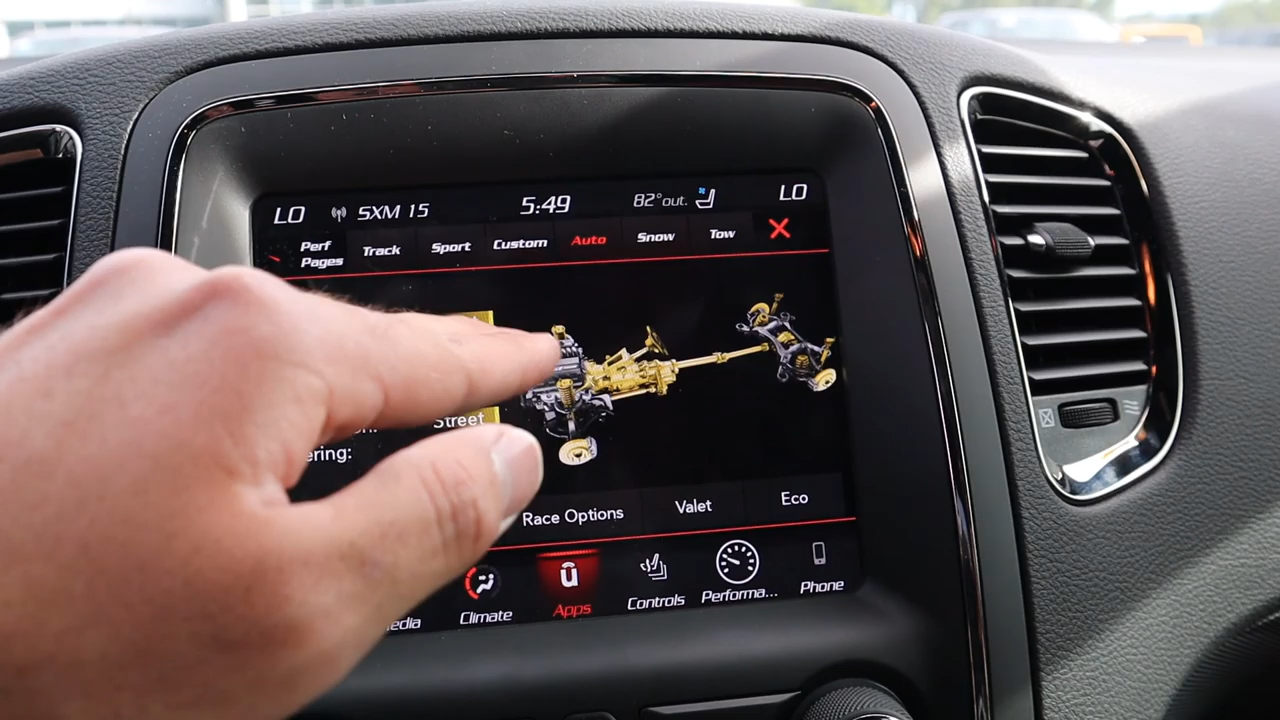 LO SXM 15 5:49 82°out. LO
Perf Pages Track Sport Custom Auto Snow Tow
Street
ering:
Race Options Valet Eco
Climate Apps Controls Performa... Phone
edia